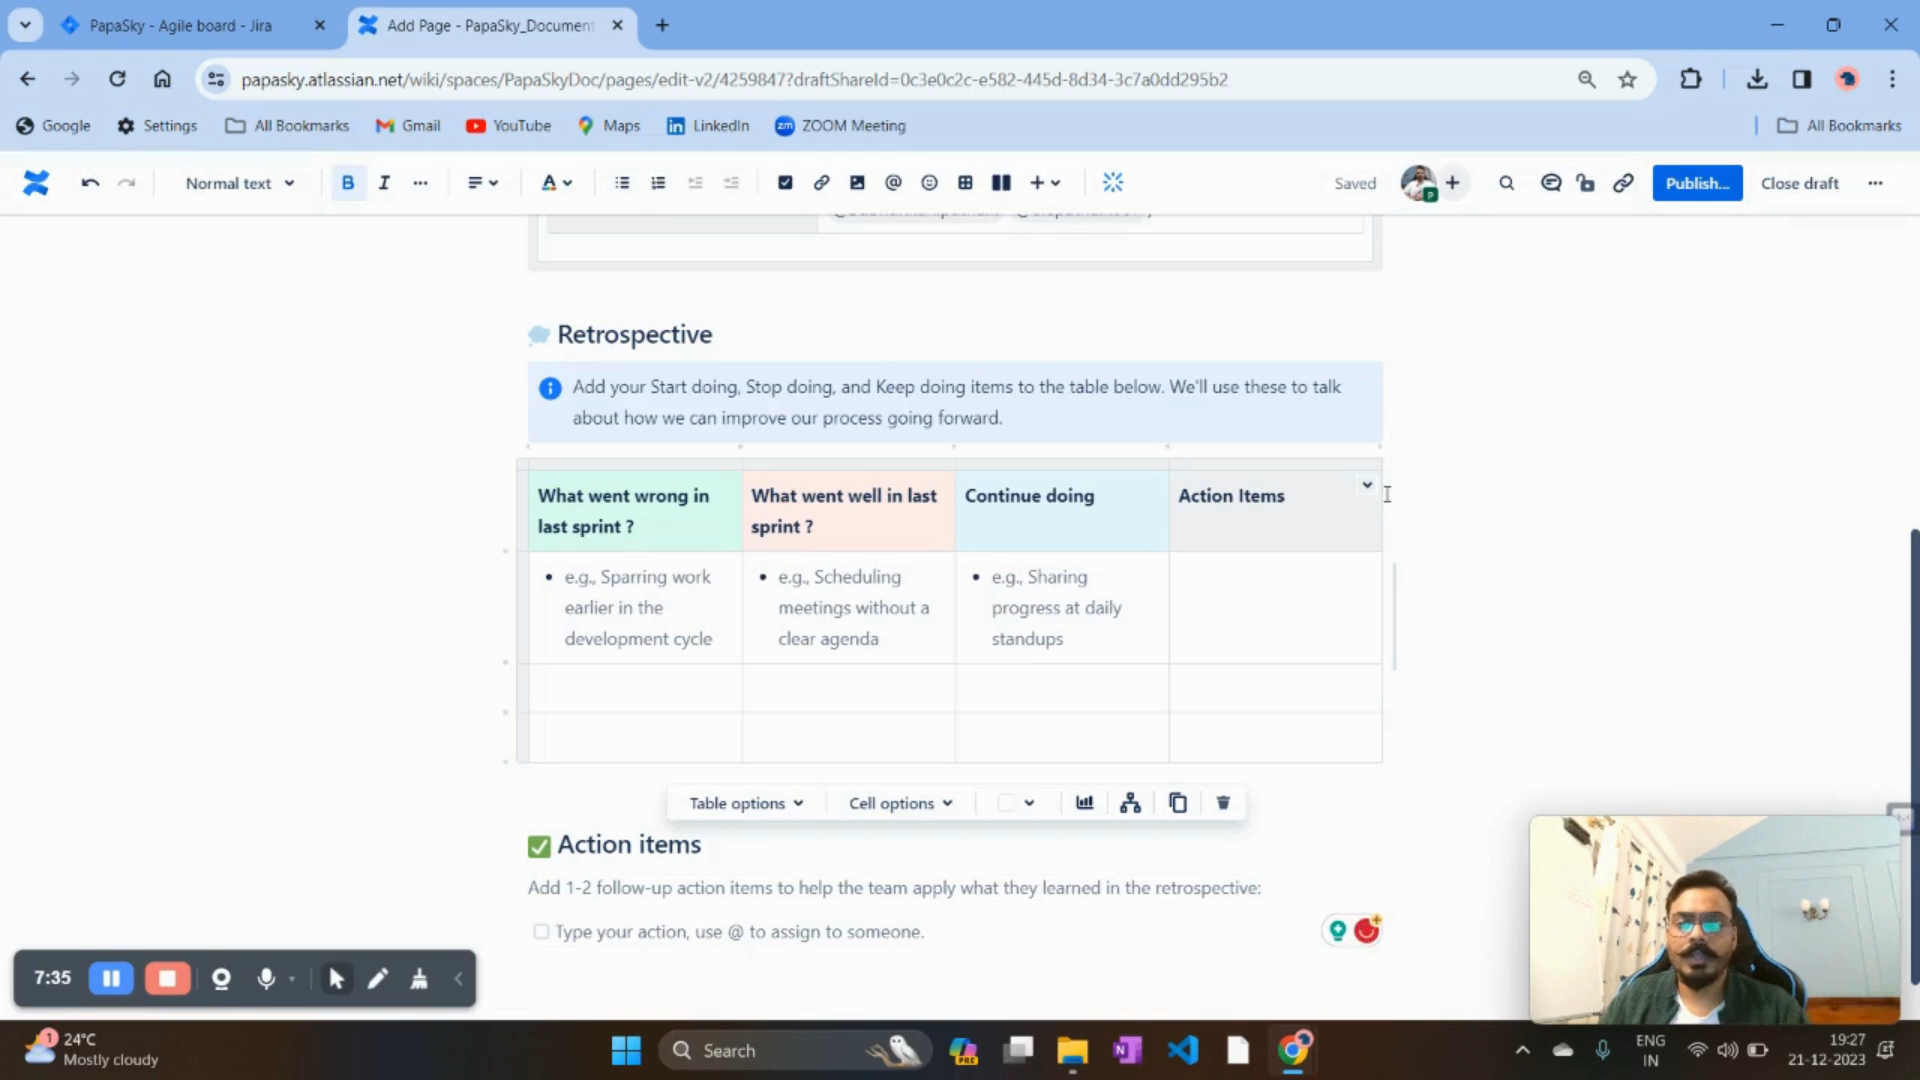 PapaSky - Agile board - Jira
Add Page - PapaSky_Document
papasky.atlassian.net/wiki/spaces/PapaSkyDoc/pages/edit-v2/4259847?draftShareId=0c3e0c2c-e582-445d-8d34-3c7a0dd295b2
Google Settings All Bookmarks Gmail YouTube Maps LinkedIn ZOOM Meeting All Bookmarks
Normal text Saved Publish... Close draft
Retrospective
Add your Start doing, Stop doing, and Keep doing items to the table below. We'll use these to talk
about how we can improve our process going forward.
What went wrong in
last sprint ?
What went well in last
sprint ?
Continue doing
Action Items
e.g., Sparring work
earlier in the
development cycle
e.g., Scheduling
meetings without a
clear agenda
e.g., Sharing
progress at daily
standups
Table options Cell options
Action items
Add 1-2 follow-up action items to help the team apply what they learned in the retrospective:
Type your action, use @ to assign to someone.
7:35
1
24°C
Mostly cloudy
Search
PRE
ENG
IN
19:27
21-12-2023